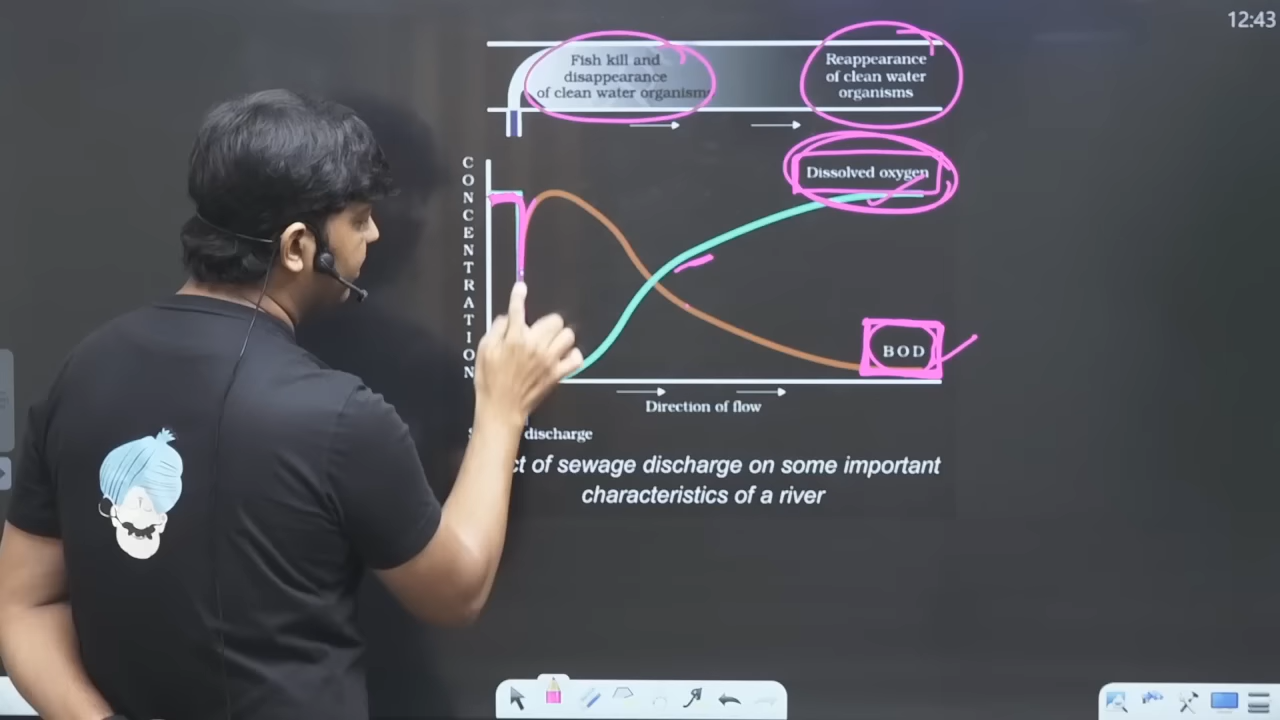 12:43
Fish kill and
disappearance
of clean water organisms
Reappearance
of clean water
organisms
CONCENTRATION
Dissolved oxygen
BOD
Direction of flow
discharge
of sewage discharge on some important
characteristics of a river